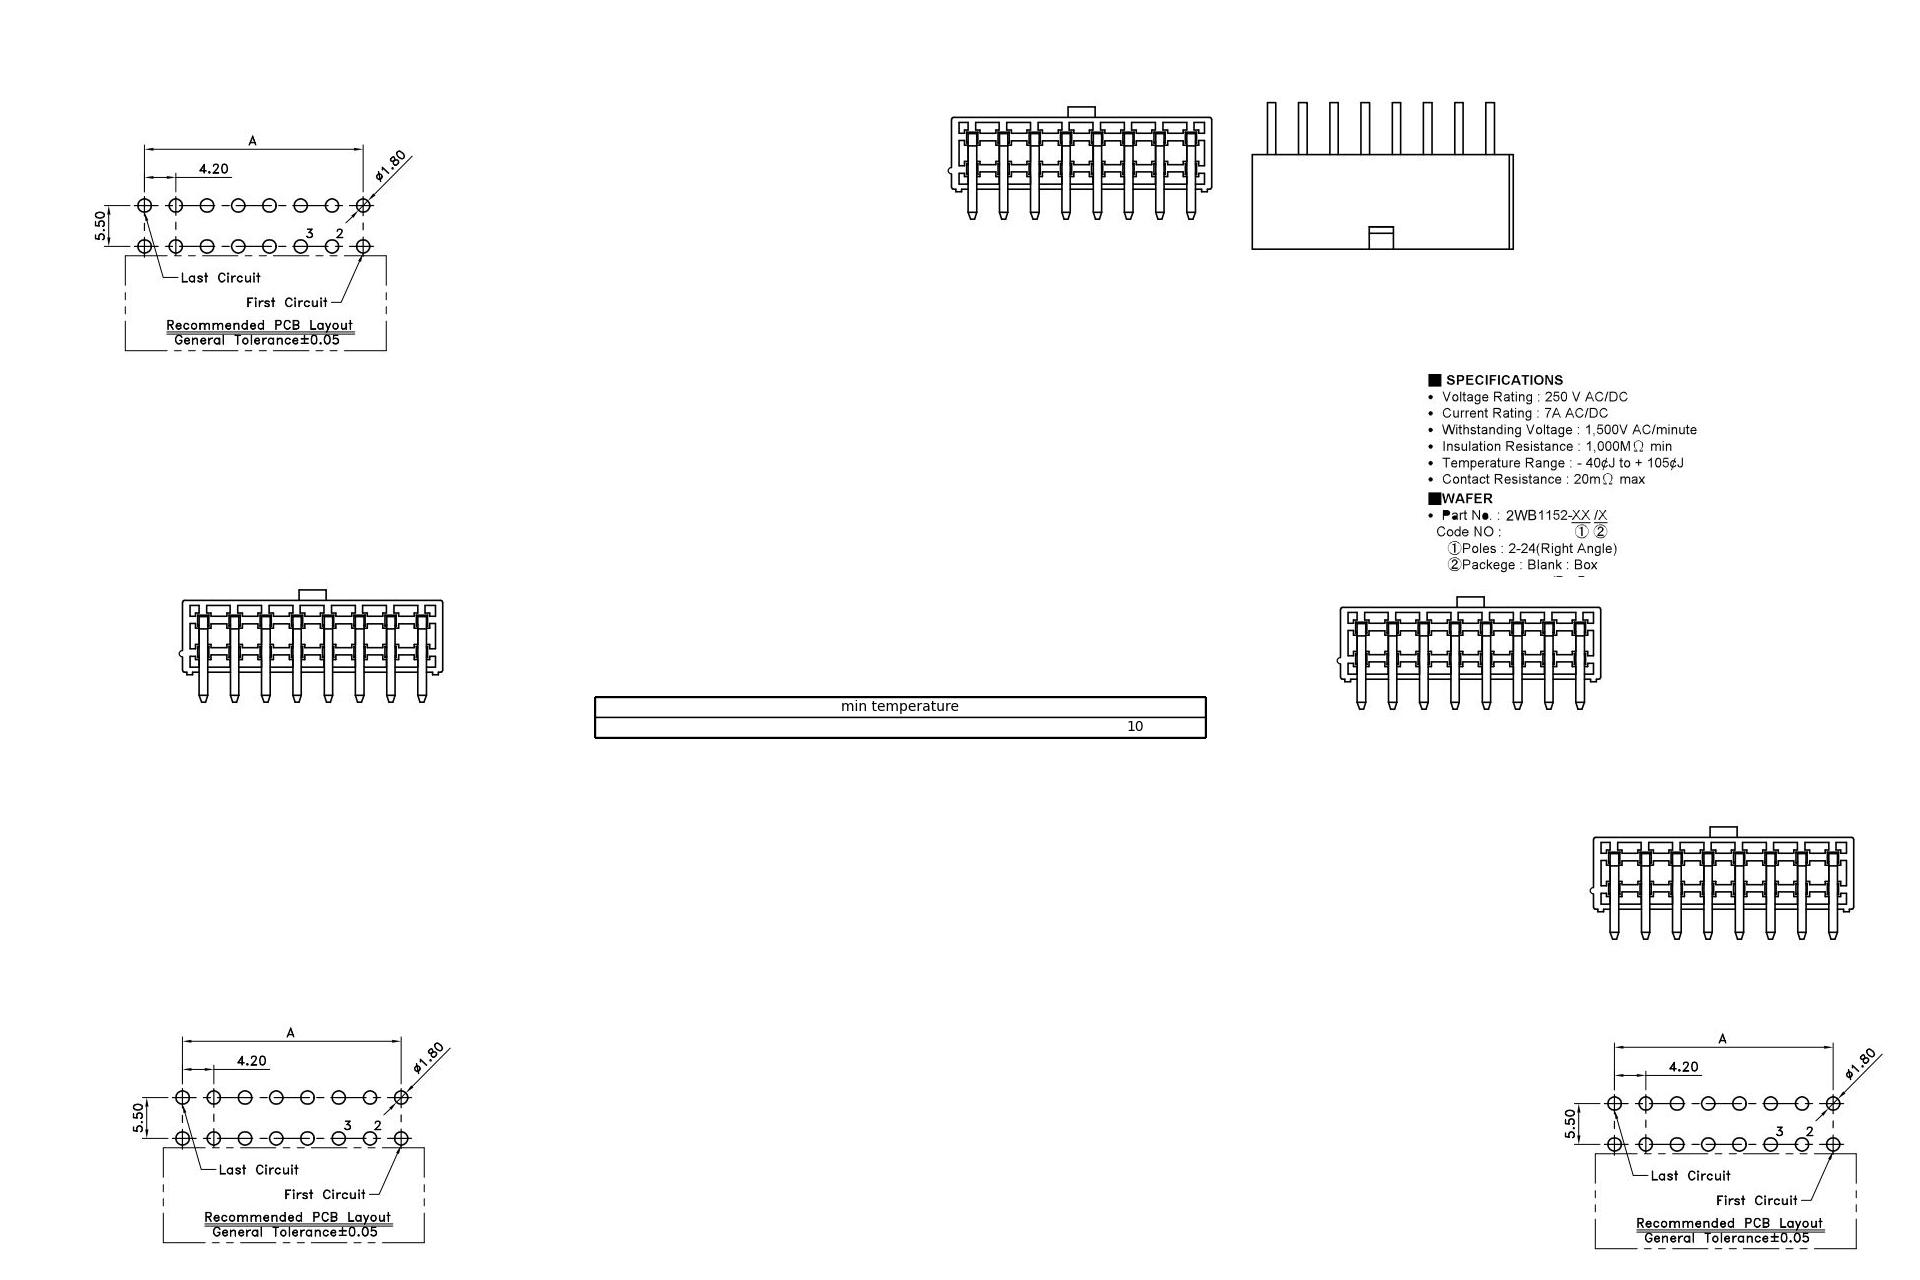 A
4.20
ø1.80
5.50
3 2
Last Circuit
First Circuit
Recommended PCB Layout
General Tolerance±0.05
■ SPECIFICATIONS
• Voltage Rating : 250 V AC/DC
• Current Rating : 7A AC/DC
• Withstanding Voltage : 1,500V AC/minute
• Insulation Resistance : 1,000MΩ min
• Temperature Range : - 40¢J to + 105¢J
• Contact Resistance : 20mΩ max
■WAFER
• Part No. : 2WB1152-XX /X
Code NO : ① ②
①Poles : 2-24(Right Angle)
②Packege : Blank : Box
min temperature
10
A
4.20
ø1.80
5.50
3 2
Last Circuit
First Circuit
Recommended PCB Layout
General Tolerance±0.05
A
4.20
ø1.80
5.50
3 2
Last Circuit
First Circuit
Recommended PCB Layout
General Tolerance±0.05